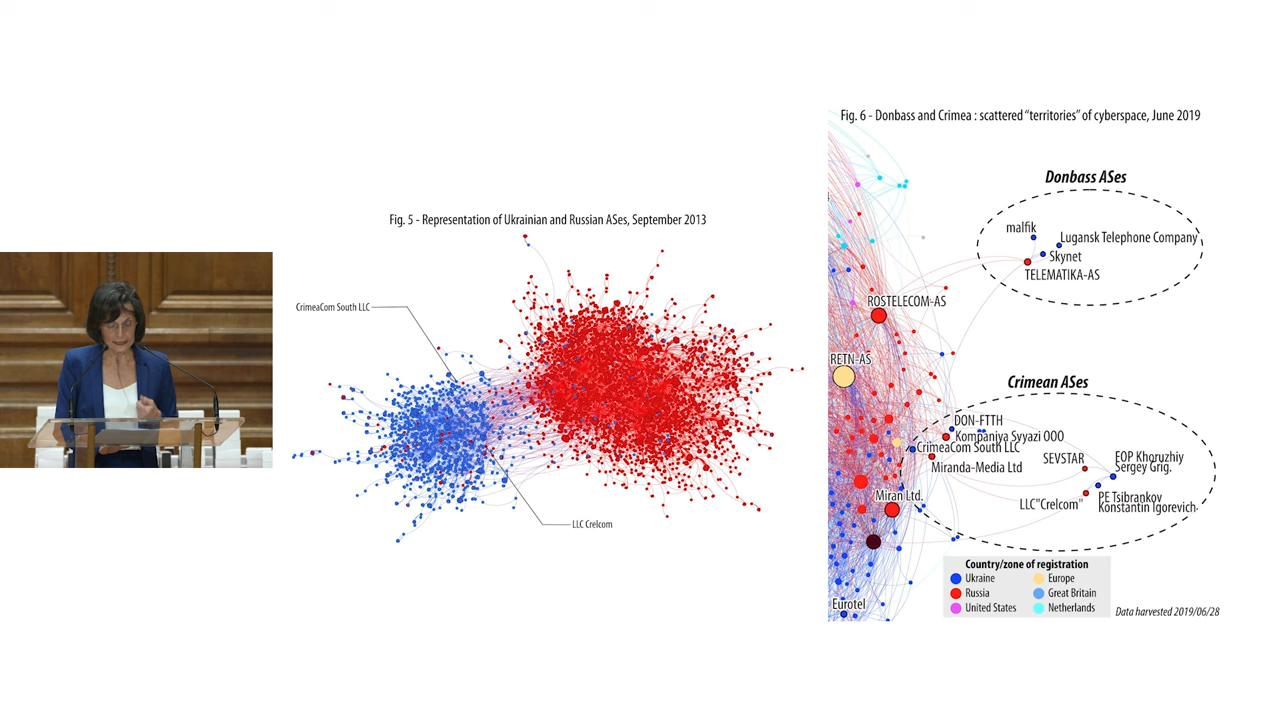 Fig. 5 - Representation of Ukrainian and Russian ASes, September 2013
CrimeaCom South LLC
LLC Crelcom
Fig. 6 - Donbass and Crimea : scattered "territories" of cyberspace, June 2019
Donbass ASes
malfik
Lugansk Telephone Company
Skynet
TELEMATIKA-AS
ROSTELECOM-AS
RETN-AS
Crimean ASes
DON-FTTH
Kompaniya Svyazi OOO
CrimeaCom South LLC
Miranda-Media Ltd
SEVSTAR
EOP Khoruzhiy
Sergey Grig.
LLC"Crelcom"
PE Tsibrankov
Konstantin Igorevich
Miran Ltd.
Eurotel
Country/zone of registration
Ukraine
Europe
Russia
Great Britain
United States
Netherlands
Data harvested 2019/06/28